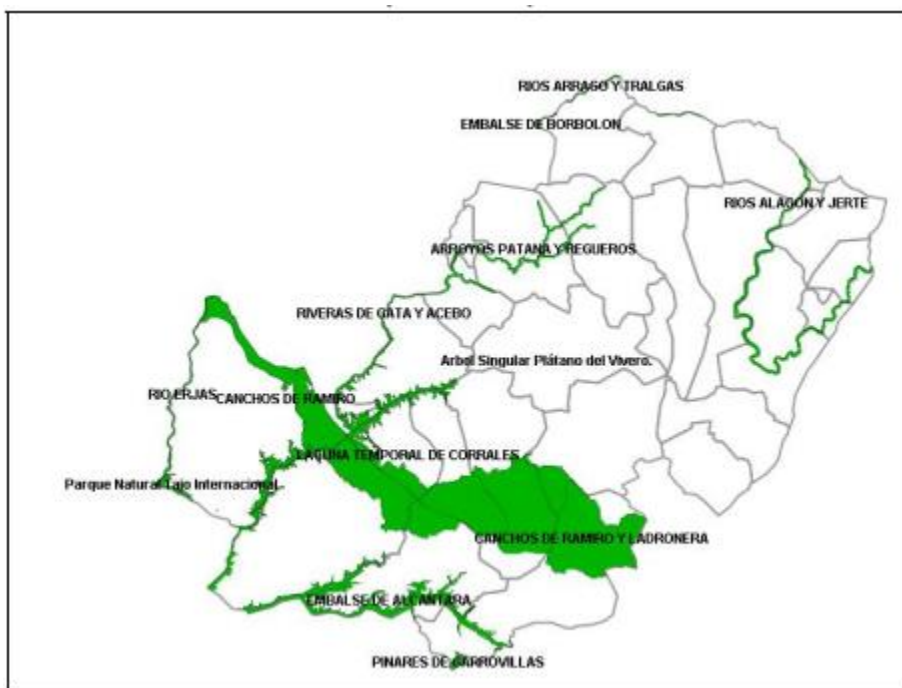 RIOS ARRAGO Y TRALGAS
EMBALSE DE BORBOLON
RIOS ALAGON Y JERTE
ARROYOS PATANA Y REGUEROS
RIVERAS DE GATA Y ACEBO
Arbol Singular Plátano del Vivero.
RIO ERJAS
CANCHOS DE RAMIRO
LAGUNA TEMPORAL DE CORRALES
Parque Natural Tajo Internacional.
CANCHOS DE RAMIRO Y LADRONERA
EMBALSE DE ALCANTARA
PINARES DE GARROVILLAS